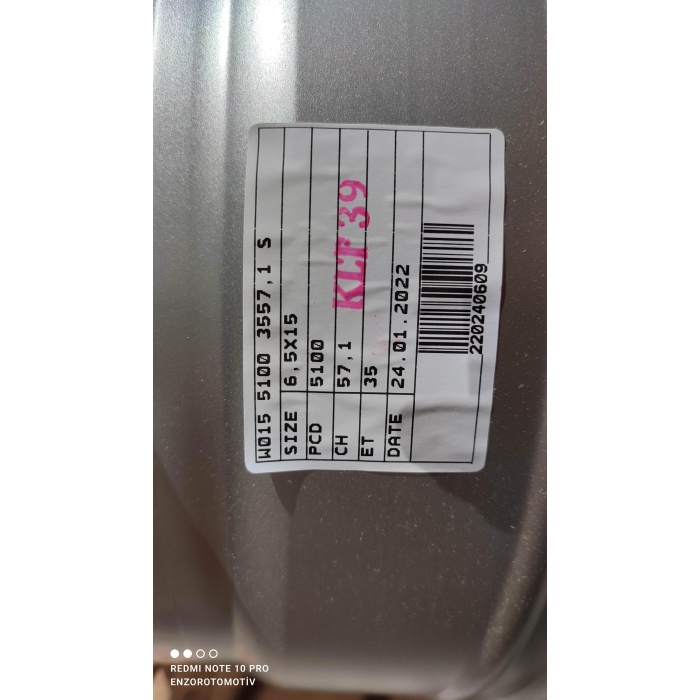 W015 5100 3557,1 S
SIZE 6,5X15
PCD 5100
CH 57,1
ET 35
DATE 24.01.2022
KLF 39
220240609
REDMI NOTE 10 PRO
ENZOROTOMOTİV